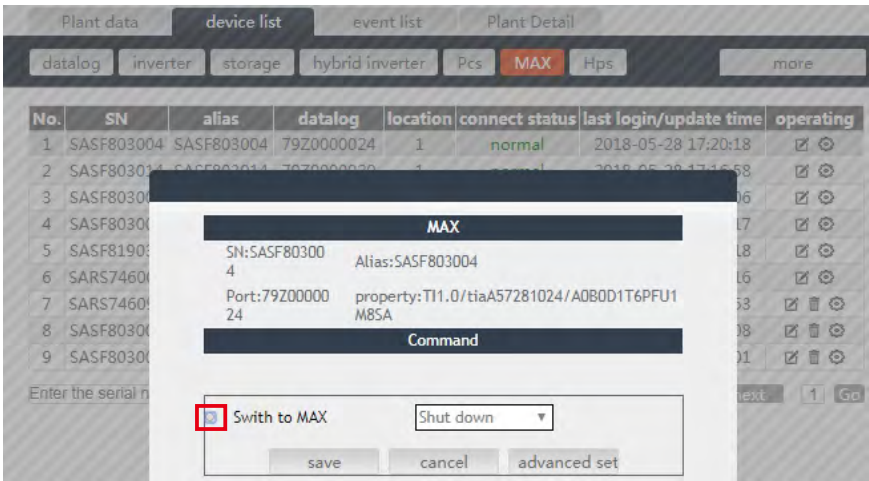 Plant data device list event list Plant Detail
datalog inverter storage hybrid inverter Pcs MAX Hps more
No. SN alias datalog location connect status last login/update time operating
1 SASF803004 SASF803004 79Z0000024 1 normal 2018-05-28 17:20:18
2
3
4
5
6
7
8
9
MAX
SN:SASF80300
4
Alias:SASF803004
Port:79Z00000
24
property:TI1.0/tiaA57281024/A0B0D1T6PFU1
M8SA
Command
Enter the serial 1 Go
Swith to MAX Shut down
save cancel advanced set